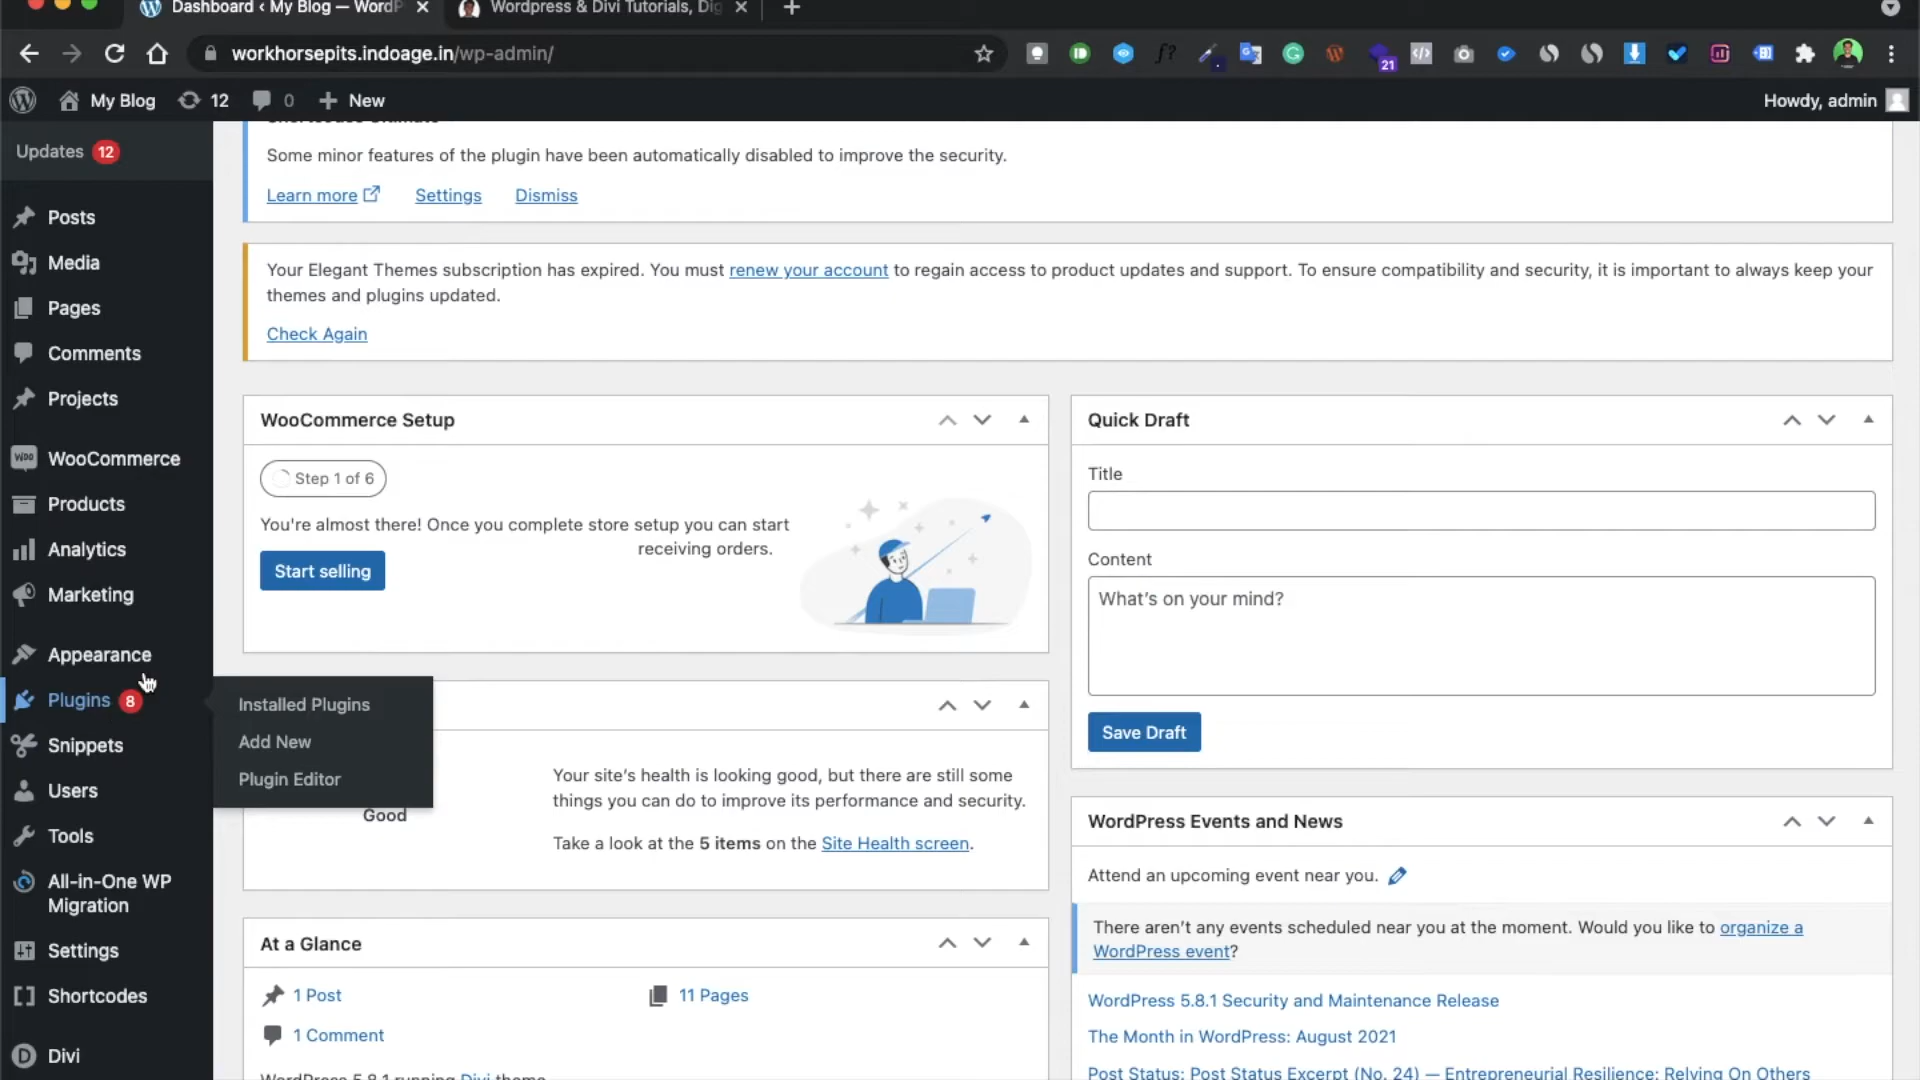 Dashboard ‹ My Blog — WordP
Wordpress & Divi Tutorials, Dig
workhorsepits.indoage.in/wp-admin/
21
My Blog
12
0
New
Howdy, admin
Updates 12
Posts
Media
Pages
Comments
Projects
WooCommerce
Products
Analytics
Marketing
Appearance
Plugins 8
Snippets
Users
Tools
All-in-One WP
Migration
Settings
Shortcodes
Divi
Installed Plugins
Add New
Plugin Editor
Some minor features of the plugin have been automatically disabled to improve the security.
Learn more
Settings
Dismiss
Your Elegant Themes subscription has expired. You must renew your account to regain access to product updates and support. To ensure compatibility and security, it is important to always keep your
themes and plugins updated.
Check Again
WooCommerce Setup
Step 1 of 6
You're almost there! Once you complete store setup you can start
receiving orders.
Start selling
Good
Your site's health is looking good, but there are still some
things you can do to improve its performance and security.
Take a look at the 5 items on the Site Health screen.
At a Glance
1 Post
11 Pages
1 Comment
WordPress 5.8.1 running Divi theme
Quick Draft
Title
Content
What's on your mind?
Save Draft
WordPress Events and News
Attend an upcoming event near you.
There aren't any events scheduled near you at the moment. Would you like to organize a
WordPress event?
WordPress 5.8.1 Security and Maintenance Release
The Month in WordPress: August 2021
Post Status: Post Status Excerpt (No. 24) — Entrepreneurial Resilience: Relying On Others